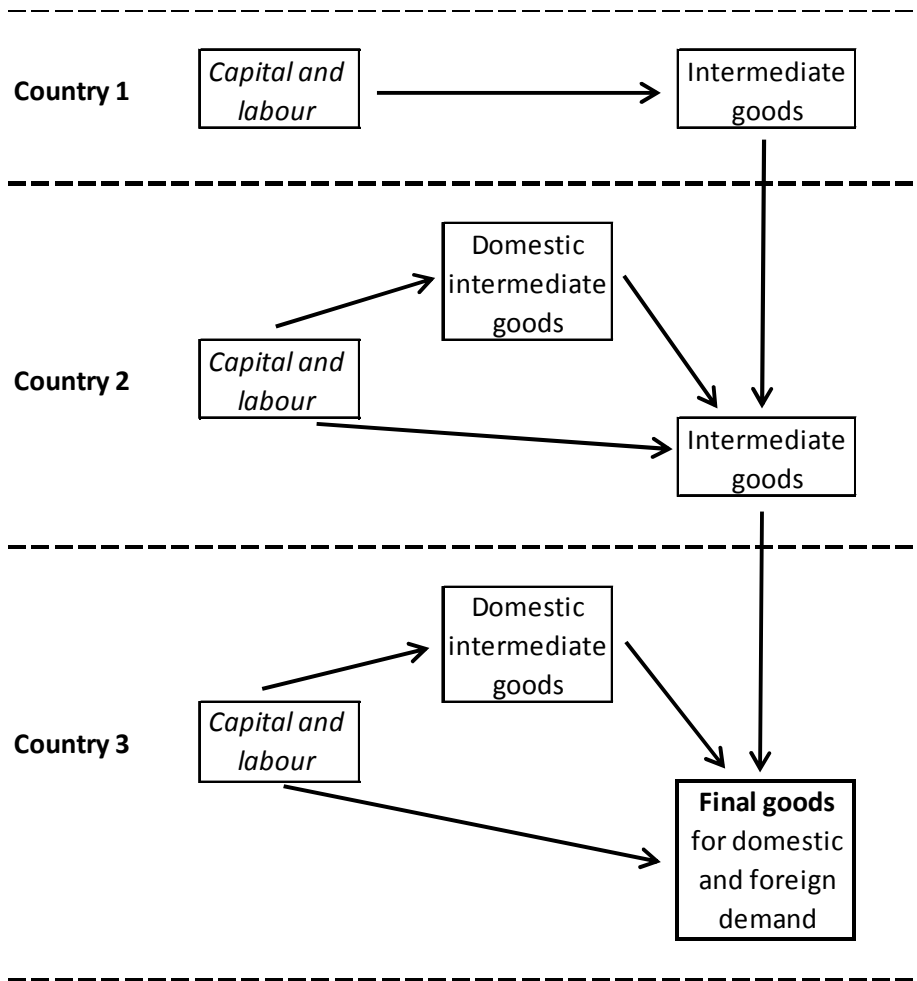 Country 1
Capital and
labour
Intermediate
goods
Domestic
intermediate
goods
Country 2
Capital and
labour
Intermediate
goods
Domestic
intermediate
goods
Country 3
Capital and
labour
Final goods
for domestic
and foreign
demand